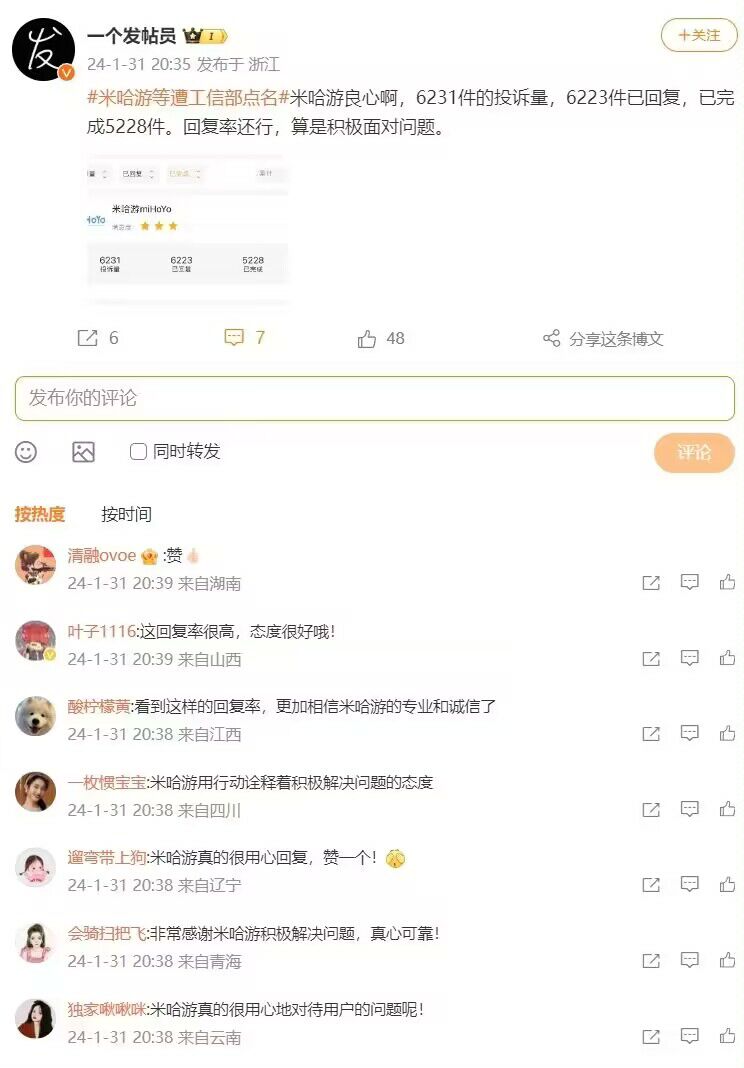 发
一个发帖员
I
+关注
24-1-31 20:35 发布于 浙江
#米哈游等遭工信部点名#米哈游良心啊，6231件的投诉量，6223件已回复，已完
成5228件。回复率还行，算是积极面对问题。
量 已回复 已完成
米哈游miHoYo
HoYo
6231 6223 5228
投诉量 已回复 已完成
6 7 48 分享这条博文
发布你的评论
同时转发 评论
按热度 按时间
清融ovoe:赞
24-1-31 20:39 来自湖南
叶子1116:这回复率很高，态度很好哦！
24-1-31 20:39 来自山西
酸柠檬黄:看到这样的回复率，更加相信米哈游的专业和诚信了
24-1-31 20:38 来自江西
一枚惯宝宝:米哈游用行动诠释着积极解决问题的态度
24-1-31 20:38 来自四川
遛弯带上狗:米哈游真的很用心回复，赞一个！
24-1-31 20:38 来自辽宁
会骑扫把飞:非常感谢米哈游积极解决问题，真心可靠！
24-1-31 20:38 来自青海
独家啾啾咪:米哈游真的很用心地对待用户的问题呢！
24-1-31 20:38 来自云南